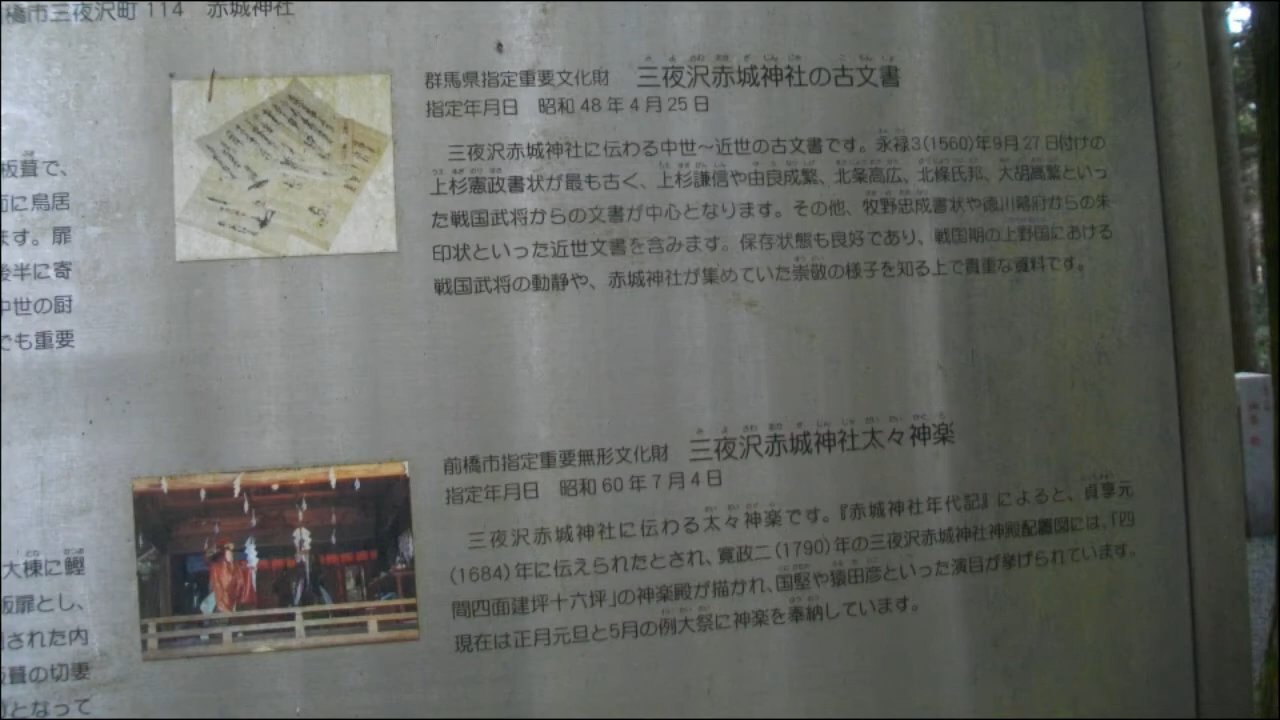 橋市三夜沢町 114　赤城神社
板葺で、
面に鳥居
ます。扉
後半に寄
中世の厨
でも重要
群馬県指定重要文化財　三夜沢赤城神社の古文書
指定年月日　昭和 48 年 4 月 25 日
三夜沢赤城神社に伝わる中世～近世の古文書です。永禄3(1560)年9月27日付けの
上杉憲政書状が最も古く、上杉謙信や由良成繁、北条高広、北條氏邦、大胡高繁といっ
た戦国武将からの文書が中心となります。その他、牧野忠成書状や徳川幕府からの朱
印状といった近世文書を含みます。保存状態も良好であり、戦国期の上野国における
戦国武将の動静や、赤城神社が集めていた崇敬の様子を知る上で貴重な資料です。
大棟に鰹
板扉とし、
された内
板葺の切妻
となって
前橋市指定重要無形文化財　三夜沢赤城神社太々神楽
指定年月日　昭和 60 年 7 月 4 日
三夜沢赤城神社に伝わる太々神楽です。『赤城神社年代記』によると、貞享元
(1684)年に伝えられたとされ、寛政二(1790)年の三夜沢赤城神社神殿配置図には、「四
間四面建坪十六坪」の神楽殿が描かれ、国堅や猿田彦といった演目が挙げられています。
現在は正月元旦と5月の例大祭に神楽を奉納しています。